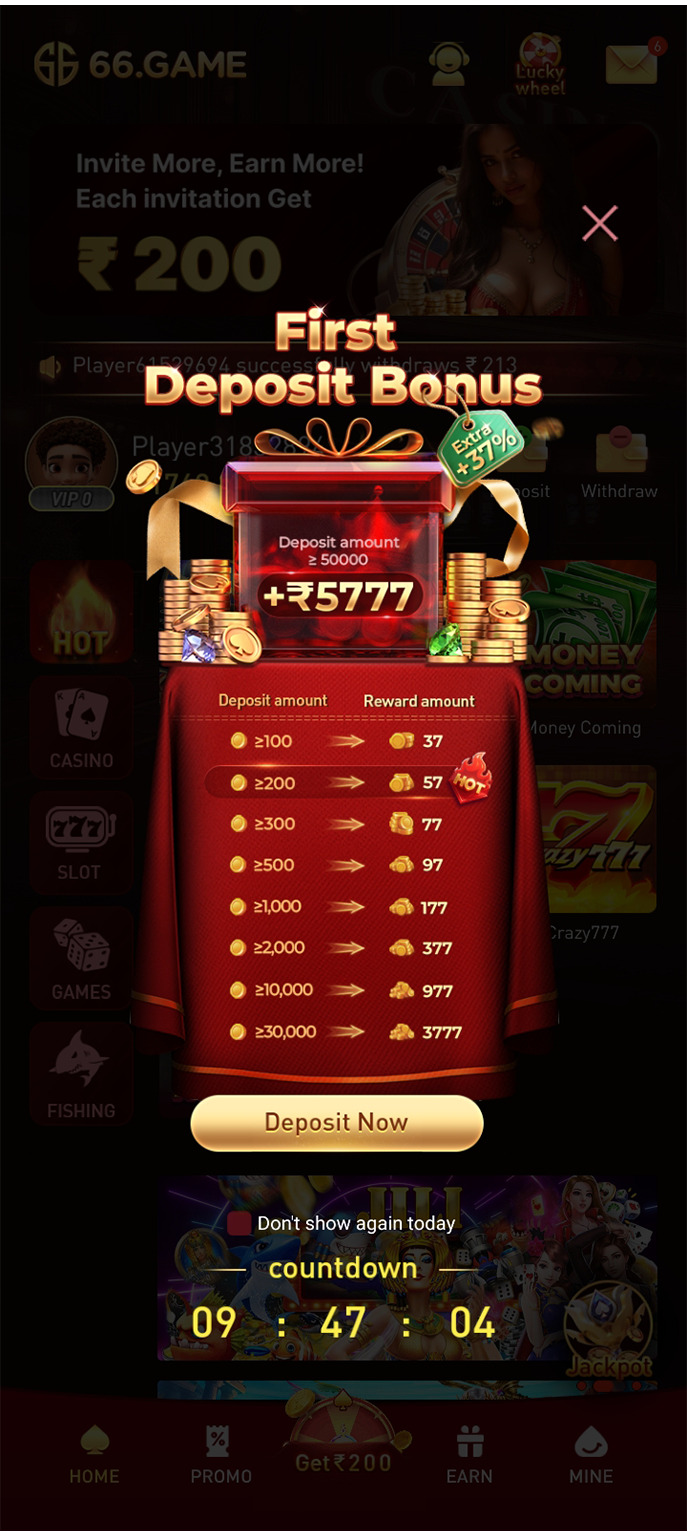 66.GAME
Lucky
wheel
6
Invite More, Earn More!
Each invitation Get
₹200
First
Player61529694 successfully withdraws ₹213
Deposit Bonus
Extra
+37%
VIP 0
Withdraw
Deposit amount
≥ 50000
+₹5777
HOT
MONEY
COMING
Money Coming
Deposit amount Reward amount
≥100 37
≥200 57 HOT
≥300 77
≥500 97
≥1,000 177
≥2,000 377
≥10,000 977
≥30,000 3777
CASINO
777
SLOT
Crazy777
GAMES
FISHING
Deposit Now
Don't show again today
countdown
09 : 47 : 04
Jackpot
Get₹200
HOME PROMO EARN MINE